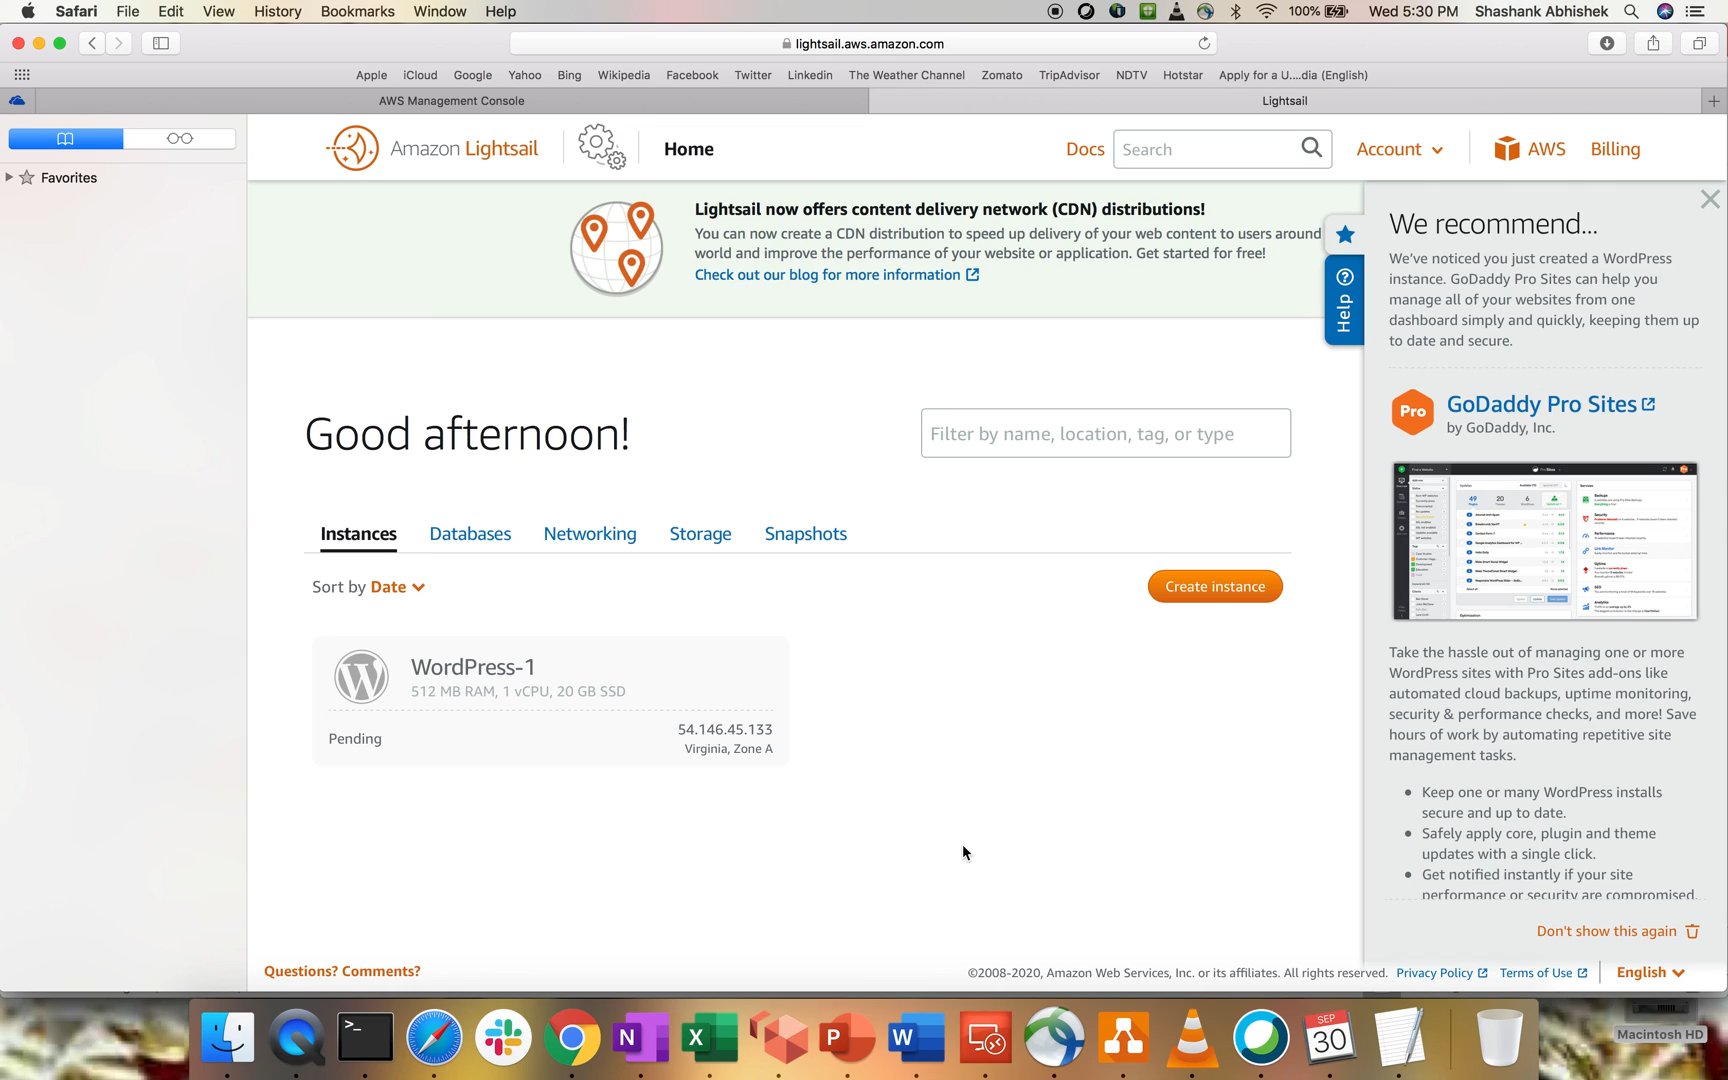 Safari File Edit View History Bookmarks Window Help 100% Wed 5:30 PM Shashank Abhishek
lightsail.aws.amazon.com
Apple iCloud Google Yahoo Bing Wikipedia Facebook Twitter Linkedin The Weather Channel Zomato TripAdvisor NDTV Hotstar Apply for a U....dia (English)
AWS Management Console Lightsail
Favorites
Amazon Lightsail Home Docs Search Account AWS Billing
Lightsail now offers content delivery network (CDN) distributions!
You can now create a CDN distribution to speed up delivery of your web content to users around
world and improve the performance of your website or application. Get started for free!
Check out our blog for more information
Help
Good afternoon!
Filter by name, location, tag, or type
Instances Databases Networking Storage Snapshots
Sort by Date
Create instance
WordPress-1
512 MB RAM, 1 vCPU, 20 GB SSD
Pending
54.146.45.133
Virginia, Zone A
We recommend...
We've noticed you just created a WordPress
instance. GoDaddy Pro Sites can help you
manage all of your websites from one
dashboard simply and quickly, keeping them up
to date and secure.
Pro
GoDaddy Pro Sites
by GoDaddy, Inc.
Take the hassle out of managing one or more
WordPress sites with Pro Sites add-ons like
automated cloud backups, uptime monitoring,
security & performance checks, and more! Save
hours of work by automating repetitive site
management tasks.
Keep one or many WordPress installs
secure and up to date.
Safely apply core, plugin and theme
updates with a single click.
Get notified instantly if your site
performance or security are compromised.
Don't show this again
Questions? Comments?
©2008-2020, Amazon Web Services, Inc. or its affiliates. All rights reserved. Privacy Policy Terms of Use English
SEP
30
Macintosh HD